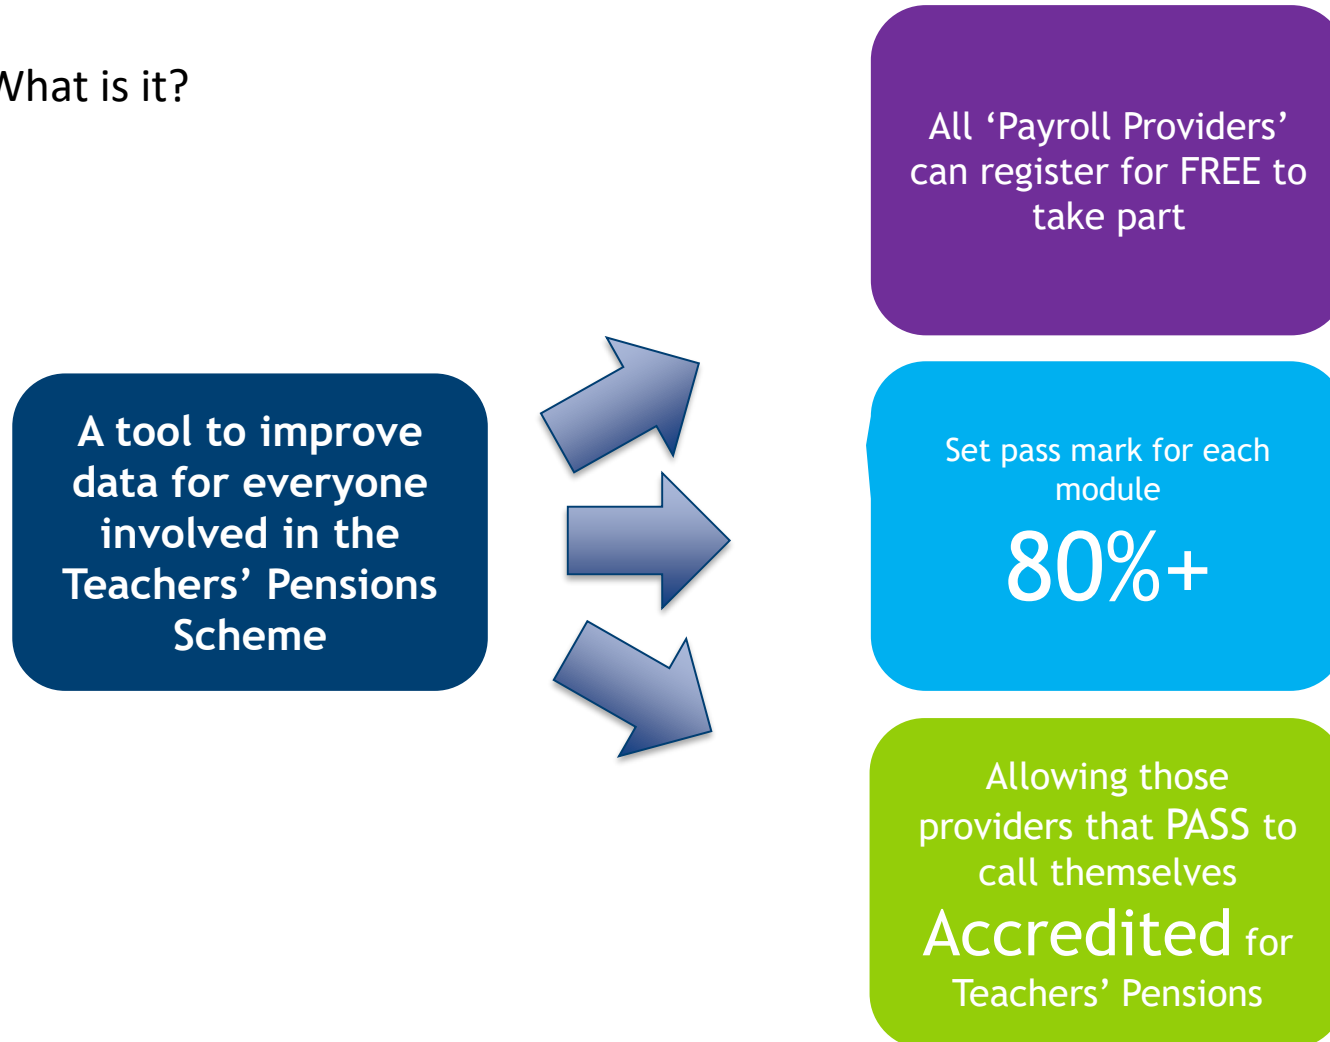 What is it?
All ‘Payroll Providers’
can register for FREE to
take part
A tool to improve
data for everyone
involved in the
Teachers’ Pensions
Scheme
Set pass mark for each
module
80%+
Allowing those
providers that PASS to
call themselves
Accredited for
Teachers’ Pensions